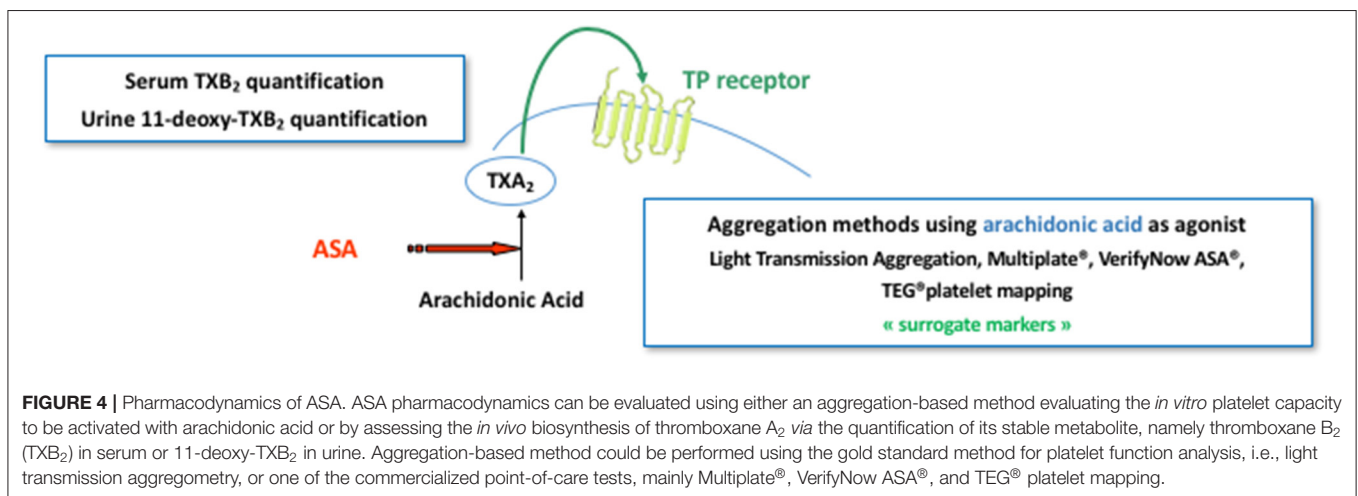 Serum TXB₂ quantification
Urine 11-deoxy-TXB₂ quantification
TP receptor
TXA₂
ASA
Arachidonic Acid
Aggregation methods using arachidonic acid as agonist
Light Transmission Aggregation, Multiplate®, VerifyNow ASA®,
TEG®platelet mapping
« surrogate markers »
FIGURE 4 | Pharmacodynamics of ASA. ASA pharmacodynamics can be evaluated using either an aggregation-based method evaluating the in vitro platelet capacity
to be activated with arachidonic acid or by assessing the in vivo biosynthesis of thromboxane A₂ via the quantification of its stable metabolite, namely thromboxane B₂
(TXB₂) in serum or 11-deoxy-TXB₂ in urine. Aggregation-based method could be performed using the gold standard method for platelet function analysis, i.e., light
transmission aggregometry, or one of the commercialized point-of-care tests, mainly Multiplate®, VerifyNow ASA®, and TEG® platelet mapping.